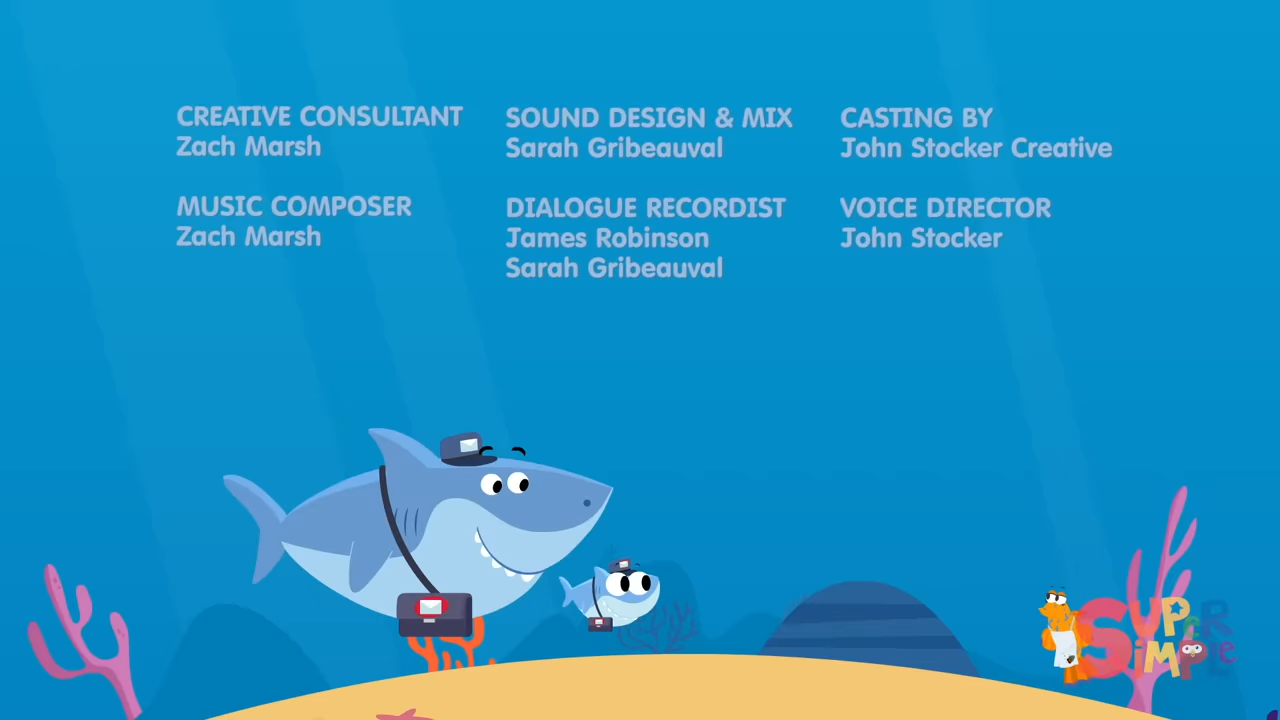 CREATIVE CONSULTANT
Zach Marsh
MUSIC COMPOSER
Zach Marsh
SOUND DESIGN & MIX
Sarah Gribeauval
DIALOGUE RECORDIST
James Robinson
Sarah Gribeauval
CASTING BY
John Stocker Creative
VOICE DIRECTOR
John Stocker
SUPER
SiMPLe